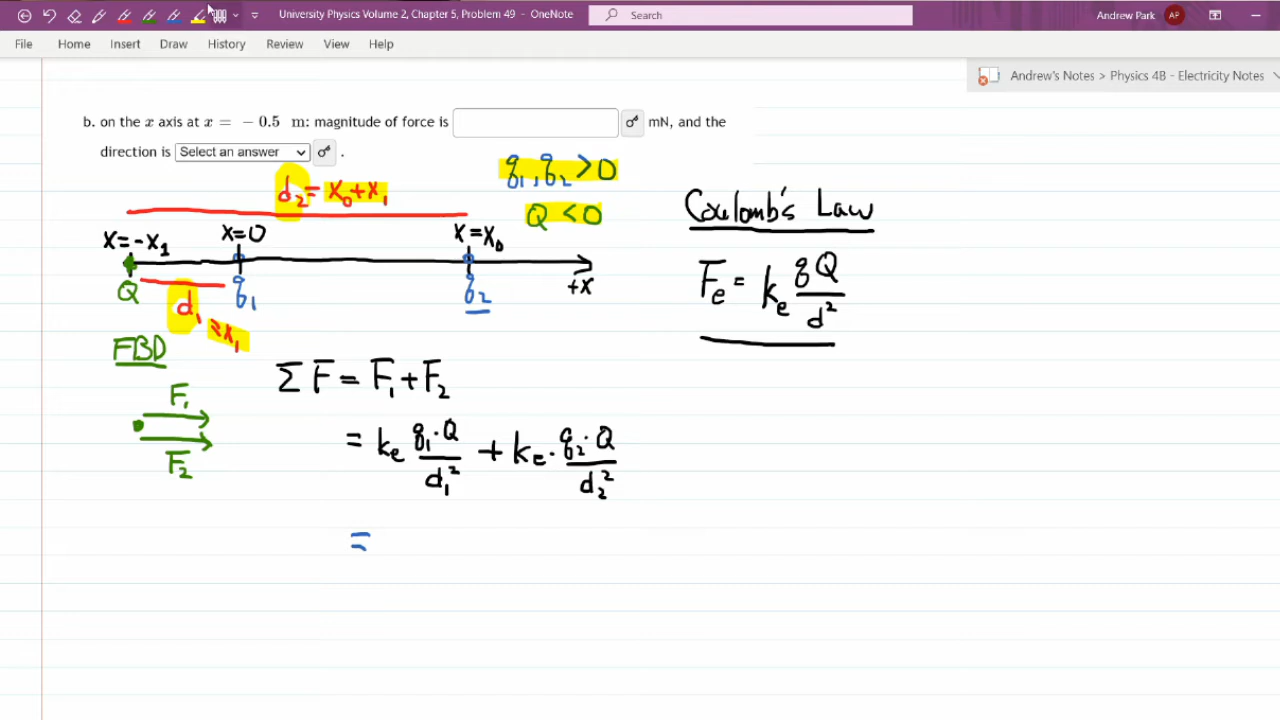 University Physics Volume 2, Chapter 5, Problem 49 - OneNote
Search
Andrew Park AP
File Home Insert Draw History Review View Help
Andrew's Notes > Physics 4B - Electricity Notes
b. on the x axis at x = − 0.5 m: magnitude of force is mN, and the
direction is Select an answer .
q₁, q₂ > 0
d₂ = x₀+x₁
Q < 0
Coulomb's Law
x=-x₁ x=0 x=x₀
Q q₁ q₂ +x
d₁ = x₁
Fe = ke qQ/d²
FBD
F₁
F₂
ΣF = F₁+F₂
= ke q₁·Q/d₁² + ke · q₂·Q/d₂²
=